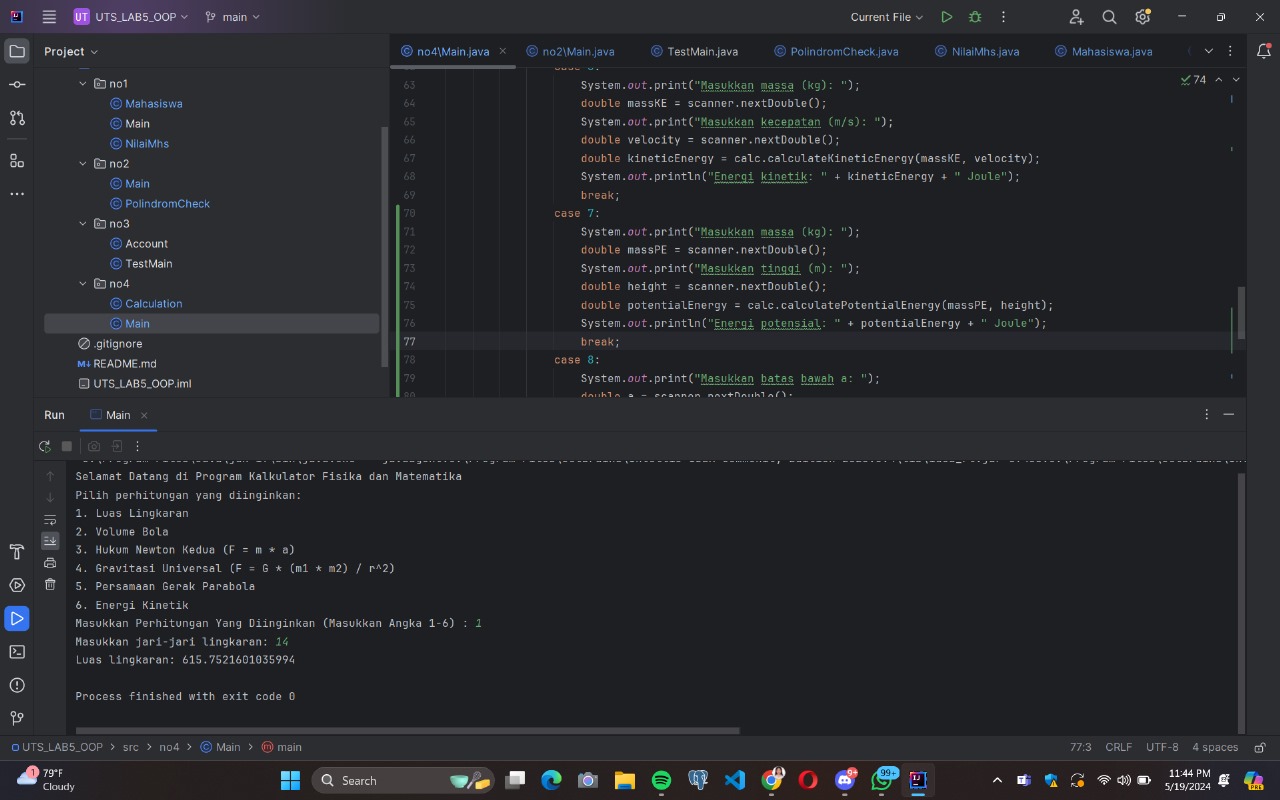 UT UTS_LAB5_OOP main Current File
Project
no4\Main.java no2\Main.java TestMain.java PolindromCheck.java NilaiMhs.java Mahasiswa.java
no1
Mahasiswa
Main
NilaiMhs
no2
Main
PolindromCheck
no3
Account
TestMain
no4
Calculation
Main
.gitignore
M+ README.md
UTS_LAB5_OOP.iml
74
63 System.out.print("Masukkan massa (kg): ");
64 double massKE = scanner.nextDouble();
65 System.out.print("Masukkan kecepatan (m/s): ");
66 double velocity = scanner.nextDouble();
67 double kineticEnergy = calc.calculateKineticEnergy(massKE, velocity);
68 System.out.println("Energi kinetik: " + kineticEnergy + " Joule");
69 break;
70 case 7:
71 System.out.print("Masukkan massa (kg): ");
72 double massPE = scanner.nextDouble();
73 System.out.print("Masukkan tinggi (m): ");
74 double height = scanner.nextDouble();
75 double potentialEnergy = calc.calculatePotentialEnergy(massPE, height);
76 System.out.println("Energi potensial: " + potentialEnergy + " Joule");
77 break;
78 case 8:
79 System.out.print("Masukkan batas bawah a: ");
80 double a = scanner.nextDouble();
Run Main
Selamat Datang di Program Kalkulator Fisika dan Matematika
Pilih perhitungan yang diinginkan:
1. Luas Lingkaran
2. Volume Bola
3. Hukum Newton Kedua (F = m * a)
4. Gravitasi Universal (F = G * (m1 * m2) / r^2)
5. Persamaan Gerak Parabola
6. Energi Kinetik
Masukkan Perhitungan Yang Diinginkan (Masukkan Angka 1-6) : 1
Masukkan jari-jari lingkaran: 14
Luas lingkaran: 615.7521601035994
Process finished with exit code 0
UTS_LAB5_OOP > src > no4 > Main > main 77:3 CRLF UTF-8 4 spaces
1 79°F
Cloudy
Search
9+
99+
11:44 PM
5/19/2024
PRE